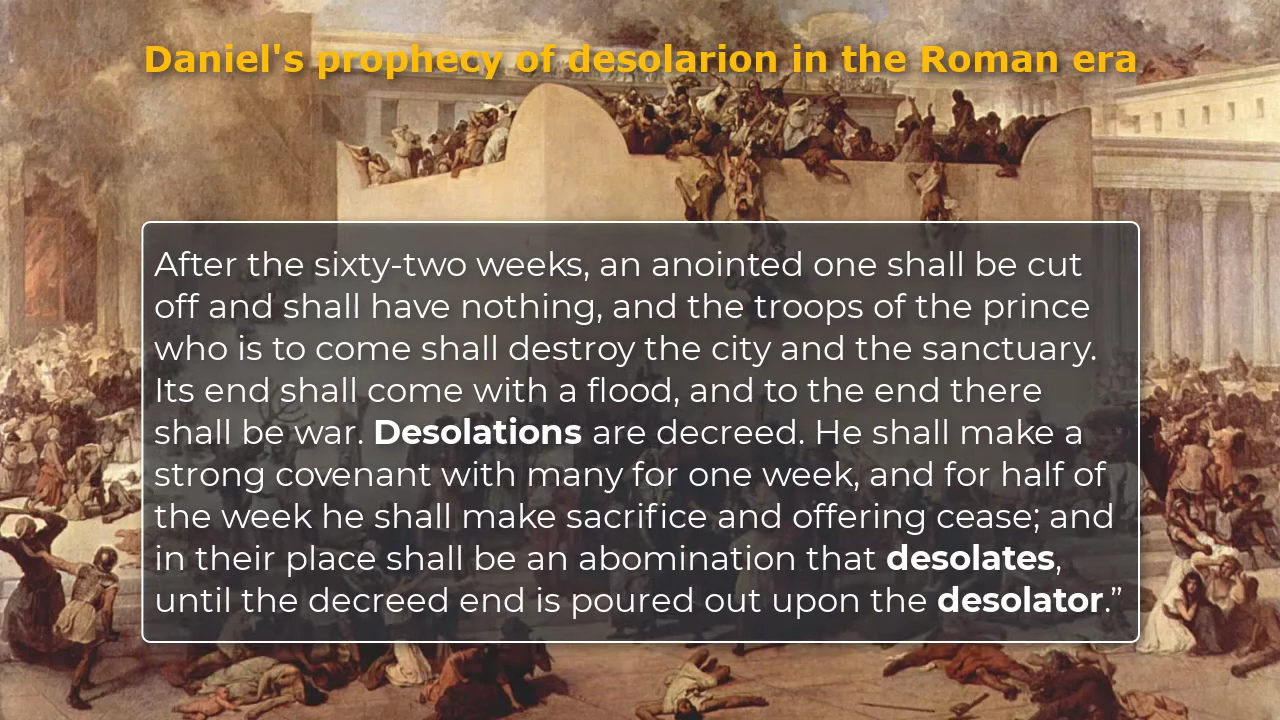 Daniel's prophecy of desolarion in the Roman era
After the sixty-two weeks, an anointed one shall be cut
off and shall have nothing, and the troops of the prince
who is to come shall destroy the city and the sanctuary.
Its end shall come with a flood, and to the end there
shall be war. Desolations are decreed. He shall make a
strong covenant with many for one week, and for half of
the week he shall make sacrifice and offering cease; and
in their place shall be an abomination that desolates,
until the decreed end is poured out upon the desolator.”